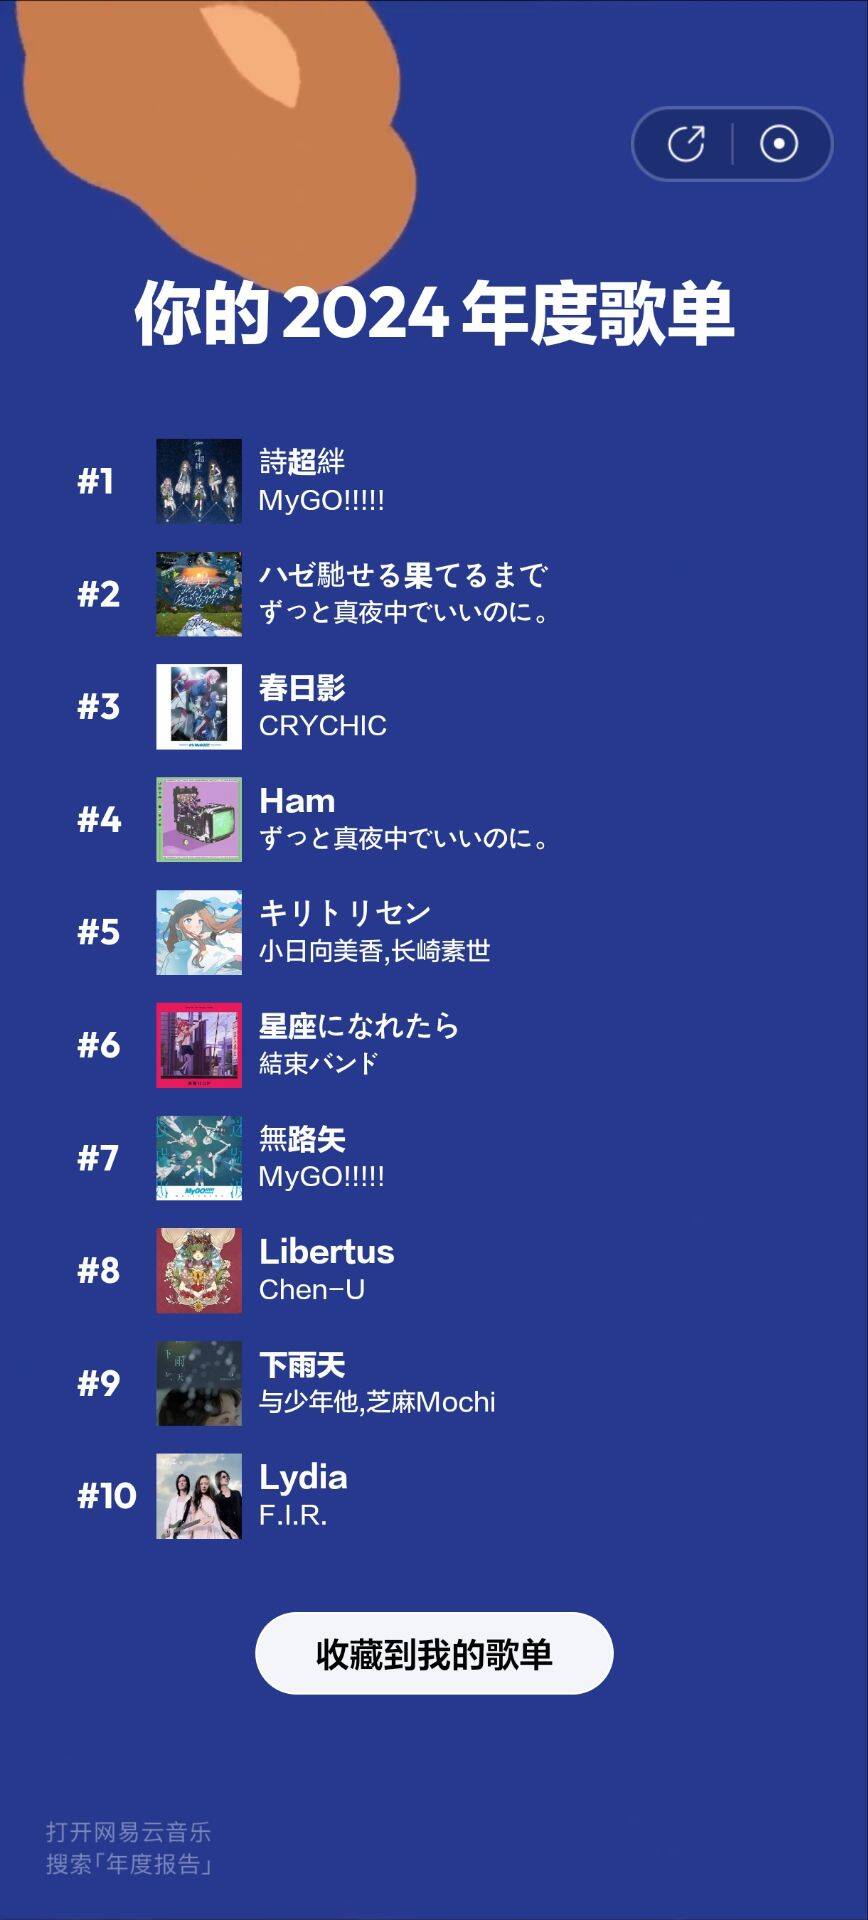 你的 2024 年度歌单
#1
詩超絆
MyGO!!!!!
#2
ハゼ馳せる果てるまで
ずっと真夜中でいいのに。
#3
春日影
CRYCHIC
#4
Ham
ずっと真夜中でいいのに。
#5
キリトリセン
小日向美香,长崎素世
#6
星座になれたら
結束バンド
#7
無路矢
MyGO!!!!!
#8
Libertus
Chen-U
#9
下雨天
与少年他,芝麻Mochi
#10
Lydia
F.I.R.
收藏到我的歌单
打开网易云音乐
搜索「年度报告」